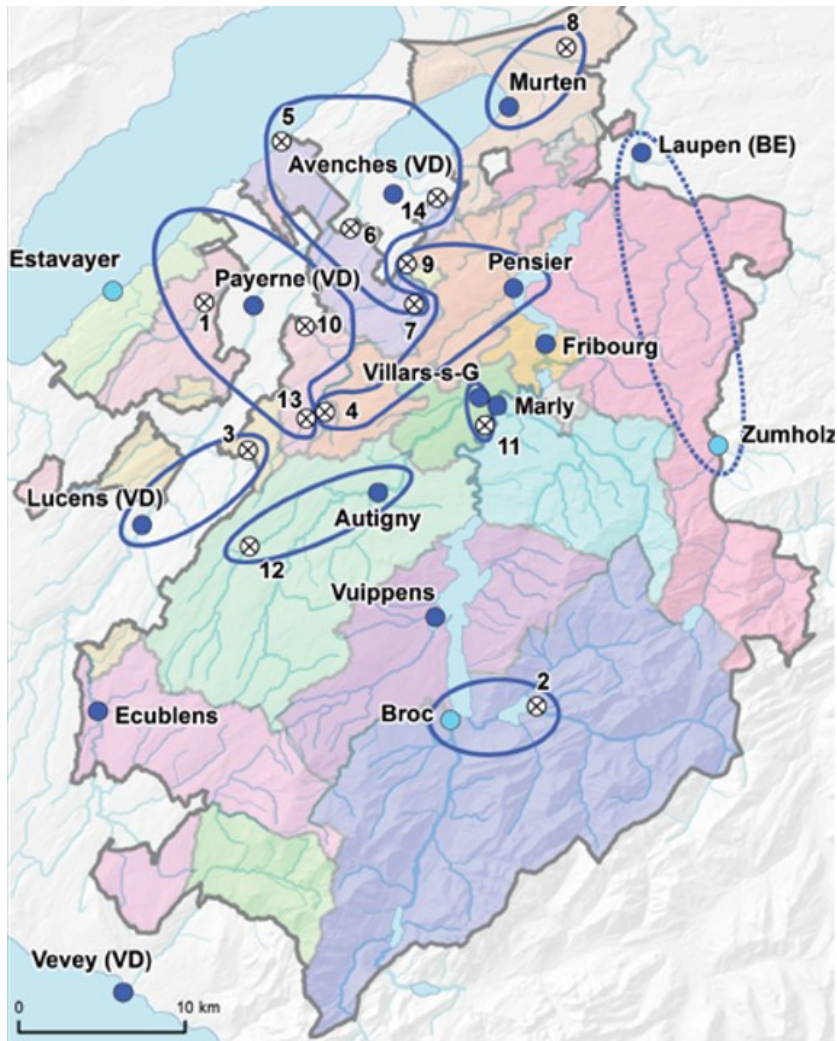 8
Murten
5
Laupen (BE)
Avenches (VD)
14
6
Estavayer
9
Payerne (VD)
Pensier
1
10
7
Fribourg
Villars-s-G
13
4
Marly
3
11
Zumholz
Lucens (VD)
Autigny
12
Vuippens
2
Ecublens
Broc
Vevey (VD)
0
10 km